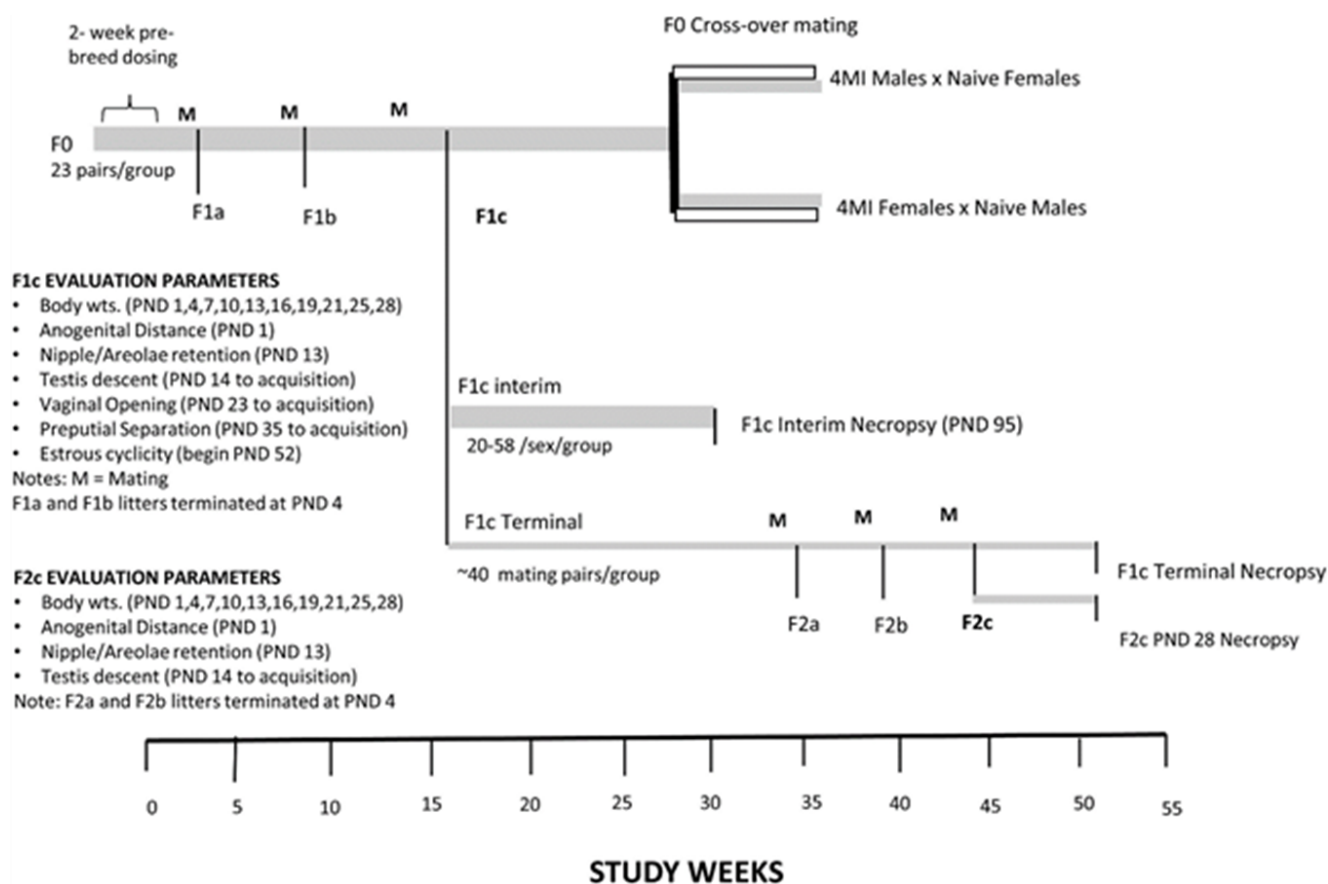 F0 Cross-over mating
2- week pre-
breed dosing
4MI Males x Naive Females
M
M
M
F0
23 pairs/group
F1a
F1b
F1c
4MI Females x Naive Males
F1c EVALUATION PARAMETERS
• Body wts. (PND 1,4,7,10,13,16,19,21,25,28)
• Anogenital Distance (PND 1)
• Nipple/Areolae retention (PND 13)
• Testis descent (PND 14 to acquisition)
• Vaginal Opening (PND 23 to acquisition)
• Preputial Separation (PND 35 to acquisition)
• Estrous cyclicity (begin PND 52)
Notes: M = Mating
F1a and F1b litters terminated at PND 4
F1c interim
20-58 /sex/group
F1c Interim Necropsy (PND 95)
F1c Terminal
~40 mating pairs/group
M
M
M
F2a
F2b
F2c
F1c Terminal Necropsy
F2c PND 28 Necropsy
F2c EVALUATION PARAMETERS
• Body wts. (PND 1,4,7,10,13,16,19,21,25,28)
• Anogenital Distance (PND 1)
• Nipple/Areolae retention (PND 13)
• Testis descent (PND 14 to acquisition)
Note: F2a and F2b litters terminated at PND 4
0 5 10 15 20 25 30 35 40 45 50 55
STUDY WEEKS